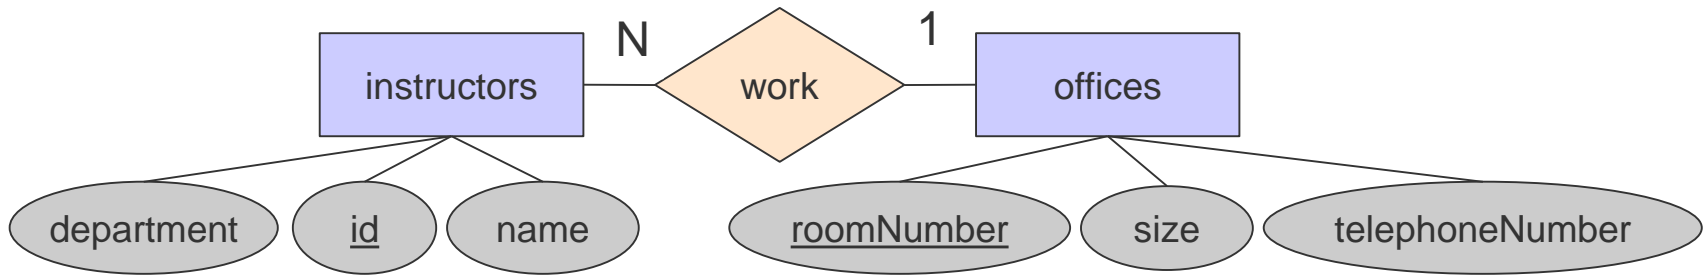 N
1
instructors
work
offices
department
id
name
roomNumber
size
telephoneNumber